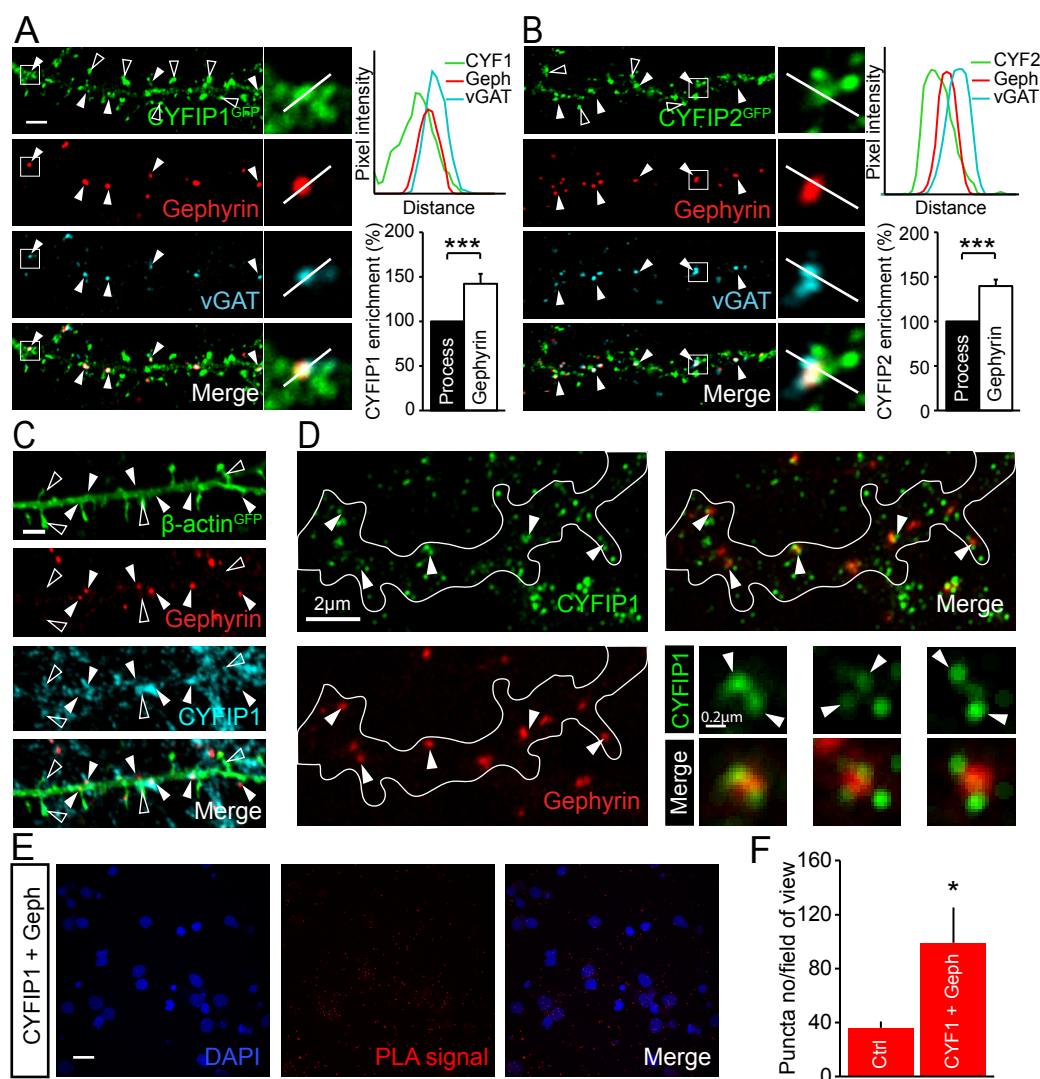 A
CYFIP1GFP
Gephyrin
vGAT
Merge
CYF1
Geph
vGAT
Pixel intensity
Distance
CYFIP1 enrichment (%)
200
150
100
50
0
***
Process
Gephyrin
B
CYFIP2GFP
Gephyrin
vGAT
Merge
CYF2
Geph
vGAT
Pixel intensity
Distance
CYFIP2 enrichment (%)
200
150
100
50
0
***
Process
Gephyrin
C
β-actinGFP
Gephyrin
CYFIP1
Merge
D
2μm
CYFIP1
Merge
Gephyrin
CYFIP1
0.2μm
Merge
E
CYFIP1 + Geph
DAPI
PLA signal
Merge
F
Puncta no/field of view
160
120
80
40
0
*
Ctrl
CYF1 + Geph